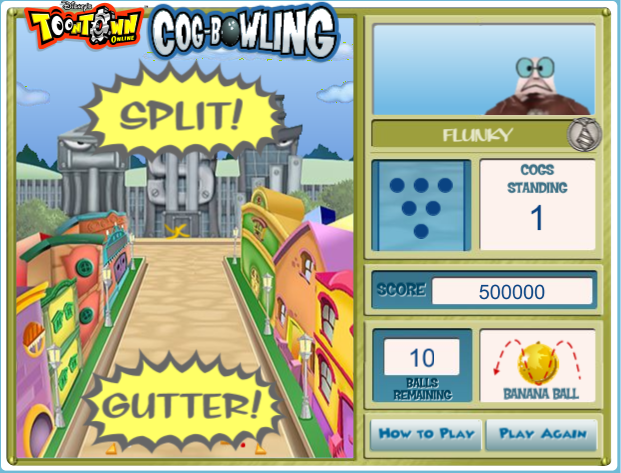 Disney's
TOONTOWN
ONLINE
COG-BOWLING
SPLIT!
GUTTER!
FLUNKY
COGS
STANDING
1
SCORE 500000
10
BALLS
REMAINING
BANANA BALL
HOW TO PLAY
PLAY AGAIN